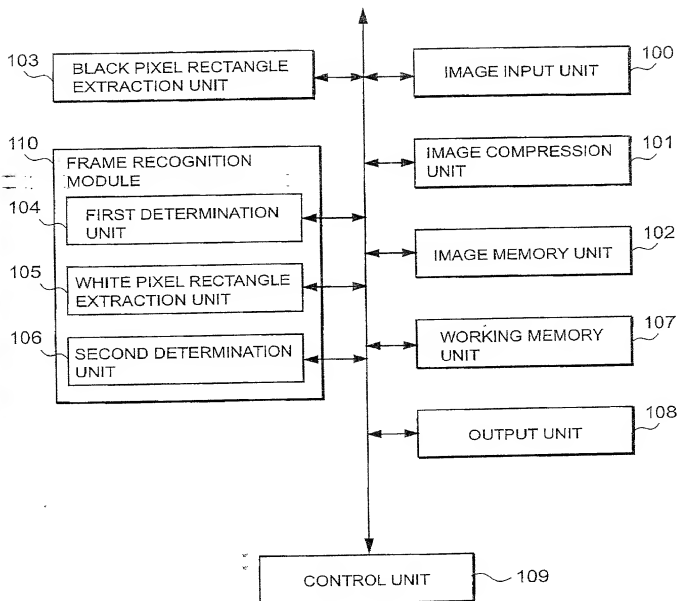 103
BLACK PIXEL RECTANGLE
EXTRACTION UNIT
IMAGE INPUT UNIT
100
110
FRAME RECOGNITION
MODULE
IMAGE COMPRESSION
UNIT
101
104
FIRST DETERMINATION
UNIT
IMAGE MEMORY UNIT
102
105
WHITE PIXEL RECTANGLE
EXTRACTION UNIT
106
SECOND DETERMINATION
UNIT
WORKING MEMORY
UNIT
107
OUTPUT UNIT
108
CONTROL UNIT
109